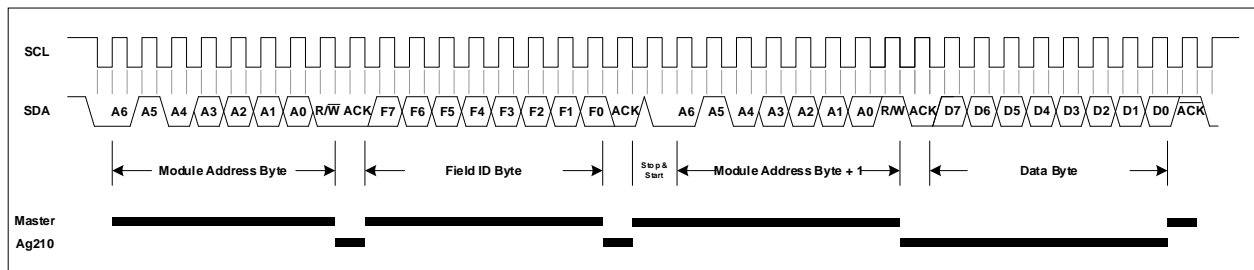 SCL
SDA A6 A5 A4 A3 A2 A1 A0 R/W̅ ACK F7 F6 F5 F4 F3 F2 F1 F0 ACK A6 A5 A4 A3 A2 A1 A0 R/W ACK D7 D6 D5 D4 D3 D2 D1 D0 A̅C̅K̅
Module Address Byte Field ID Byte Stop & Start Module Address Byte + 1 Data Byte
Master
Ag210